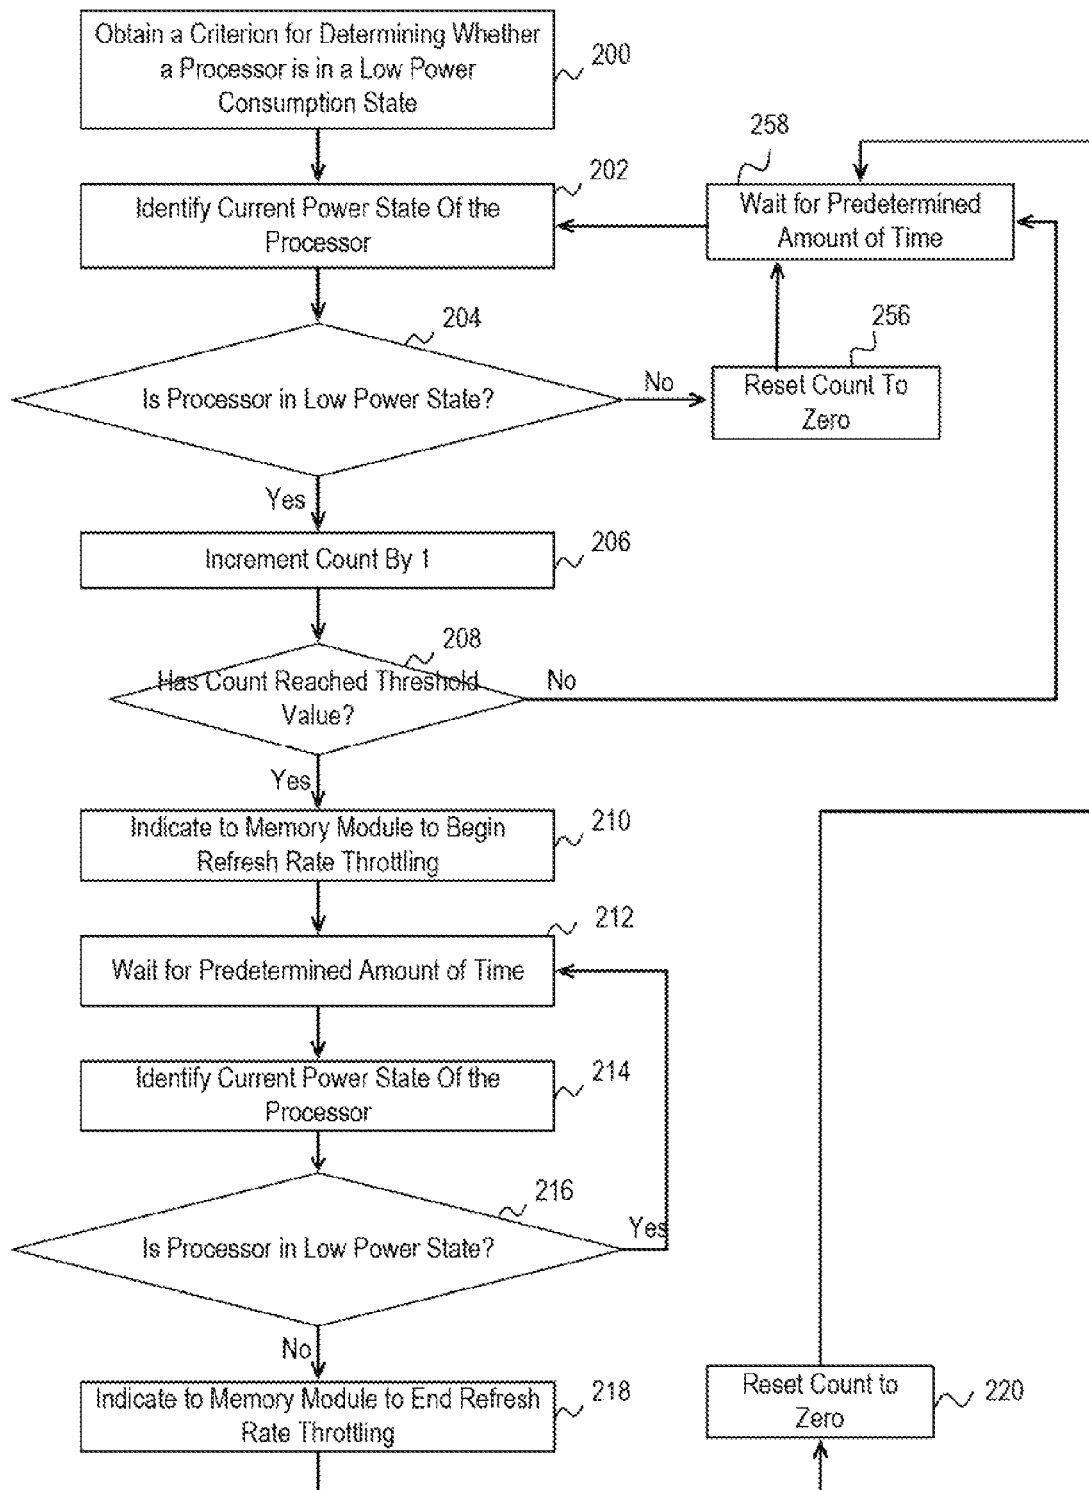 Obtain a Criterion for Determining Whether
a Processor is in a Low Power
Consumption State
200
258
202
Identify Current Power State Of the
Processor
Wait for Predetermined
Amount of Time
204
256
Is Processor in Low Power State?
No
Reset Count To
Zero
Yes
Increment Count By 1
206
208
Has Count Reached Threshold
Value?
No
Yes
Indicate to Memory Module to Begin
Refresh Rate Throttling
210
212
Wait for Predetermined Amount of Time
Identify Current Power State Of the
Processor
214
216
Is Processor in Low Power State?
Yes
No
Indicate to Memory Module to End Refresh
Rate Throttling
218
Reset Count to
Zero
220